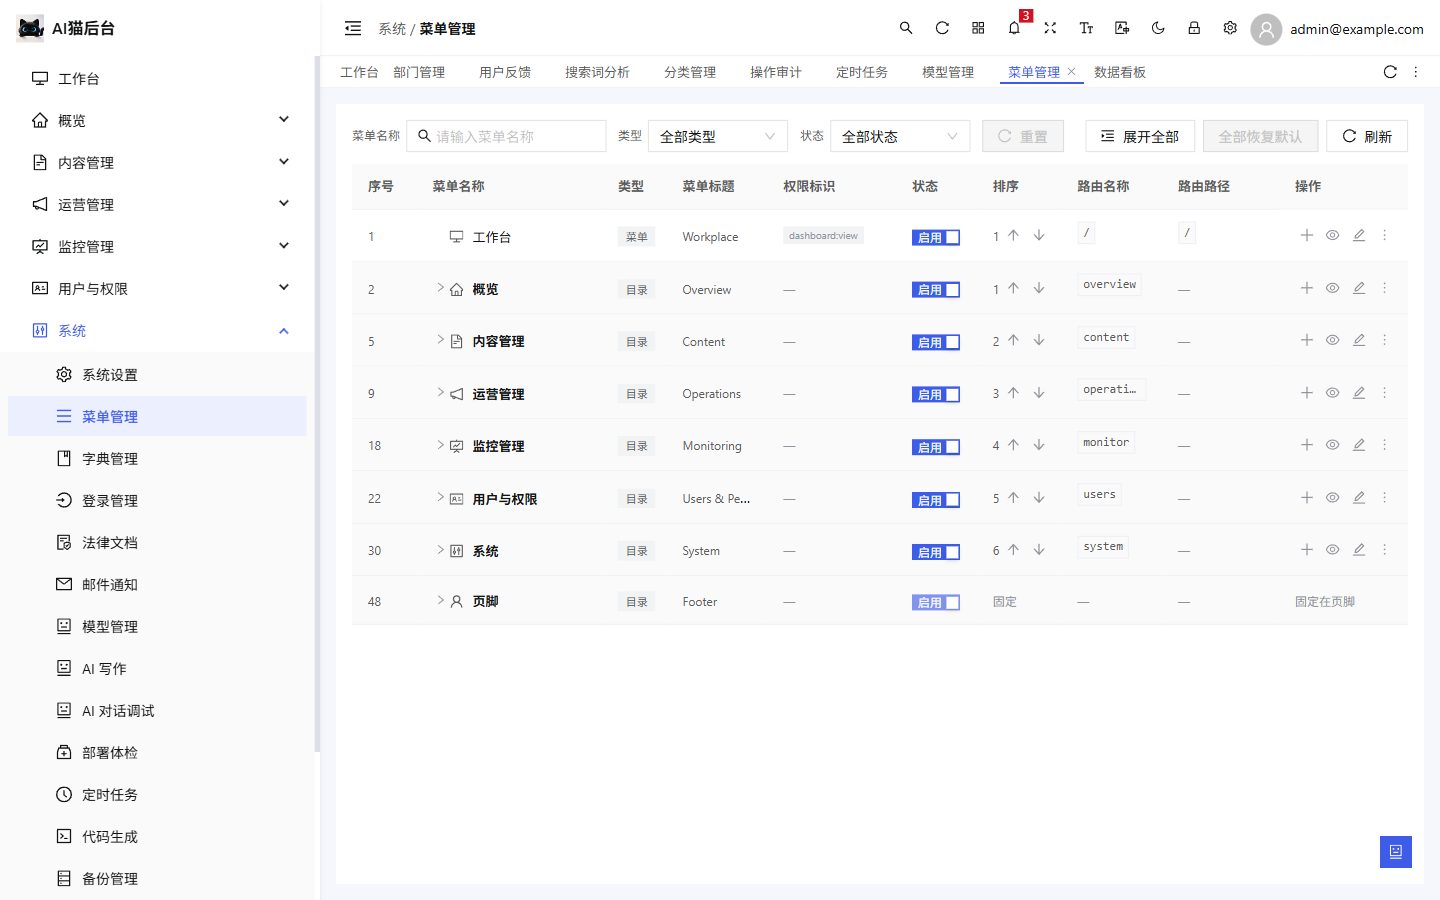 AI猫后台
系统 / 菜单管理
3
admin@example.com
工作台
部门管理
用户反馈
搜索词分析
分类管理
操作审计
定时任务
模型管理
菜单管理
数据看板
工作台
概览
内容管理
运营管理
监控管理
用户与权限
系统
系统设置
菜单管理
字典管理
登录管理
法律文档
邮件通知
模型管理
AI 写作
AI 对话调试
部署体检
定时任务
代码生成
备份管理
菜单名称 请输入菜单名称 类型 全部类型 状态 全部状态 重置 展开全部 全部恢复默认 刷新
序号 菜单名称 类型 菜单标题 权限标识 状态 排序 路由名称 路由路径 操作
1 工作台 菜单 Workplace dashboard:view 启用 1 / /
2 概览 目录 Overview — 启用 1 overview —
5 内容管理 目录 Content — 启用 2 content —
9 运营管理 目录 Operations — 启用 3 operati… —
18 监控管理 目录 Monitoring — 启用 4 monitor —
22 用户与权限 目录 Users & Pe... — 启用 5 users —
30 系统 目录 System — 启用 6 system —
48 页脚 目录 Footer — 启用 固定 — — 固定在页脚